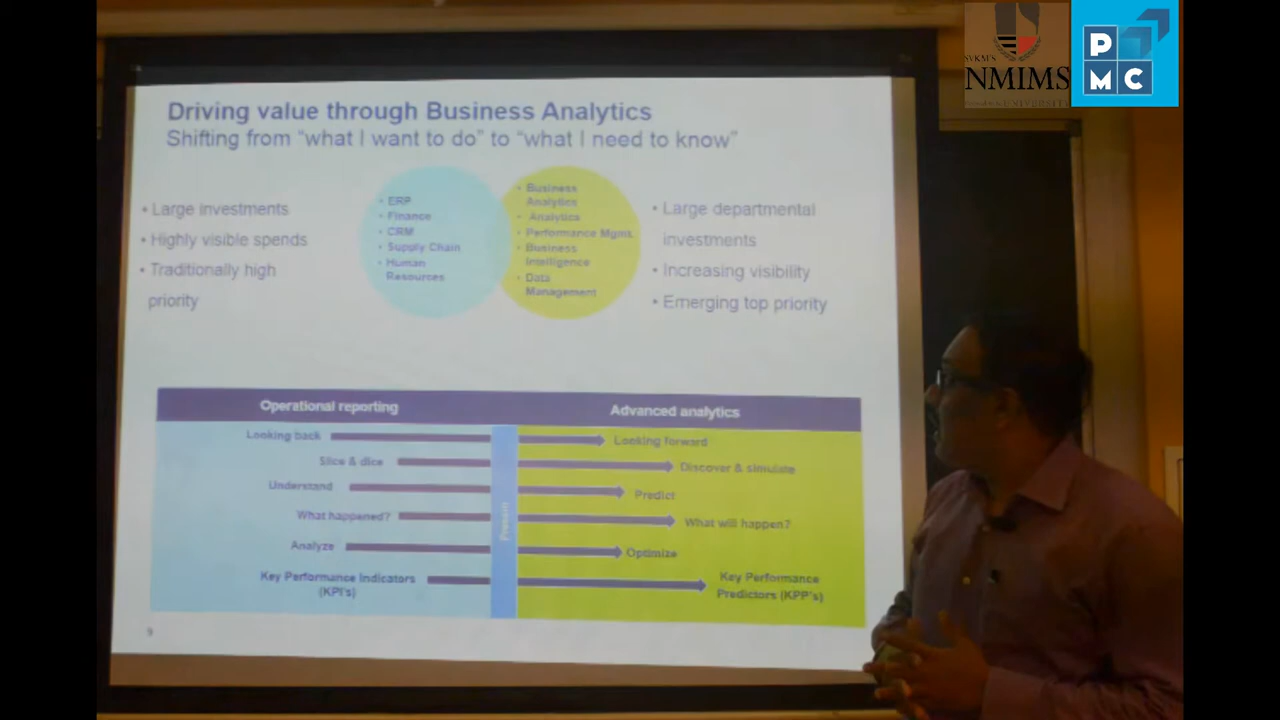 SVKM'S
NMIMS
UNIVERSITY
P
M C
Driving value through Business Analytics
Shifting from “what I want to do” to “what I need to know”
• Large investments
• Highly visible spends
• Traditionally high
priority
• ERP
• Finance
• CRM
• Supply Chain
• Human
Resources
• Business
Analytics
• Analytics
• Performance Mgmt.
• Business
Intelligence
• Data
Management
• Large departmental
investments
• Increasing visibility
• Emerging top priority
Operational reporting
Advanced analytics
Looking back
Looking forward
Slice & dice
Discover & simulate
Understand
Predict
What happened?
What will happen?
Present
Analyze
Optimize
Key Performance Indicators
(KPI's)
Key Performance
Predictors (KPP's)
9